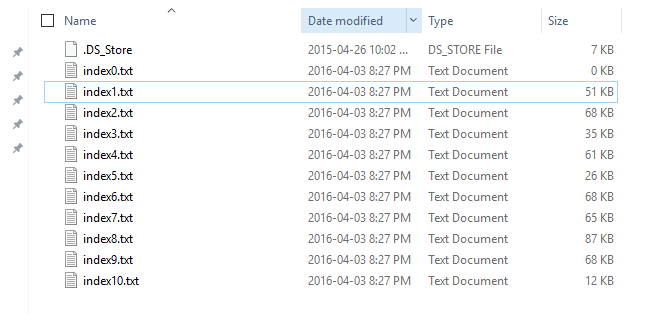 Name Date modified Type Size
.DS_Store 2015-04-26 10:02 ... DS_STORE File 7 KB
index0.txt 2016-04-03 8:27 PM Text Document 0 KB
index1.txt 2016-04-03 8:27 PM Text Document 51 KB
index2.txt 2016-04-03 8:27 PM Text Document 68 KB
index3.txt 2016-04-03 8:27 PM Text Document 35 KB
index4.txt 2016-04-03 8:27 PM Text Document 61 KB
index5.txt 2016-04-03 8:27 PM Text Document 26 KB
index6.txt 2016-04-03 8:27 PM Text Document 68 KB
index7.txt 2016-04-03 8:27 PM Text Document 65 KB
index8.txt 2016-04-03 8:27 PM Text Document 87 KB
index9.txt 2016-04-03 8:27 PM Text Document 68 KB
index10.txt 2016-04-03 8:27 PM Text Document 12 KB